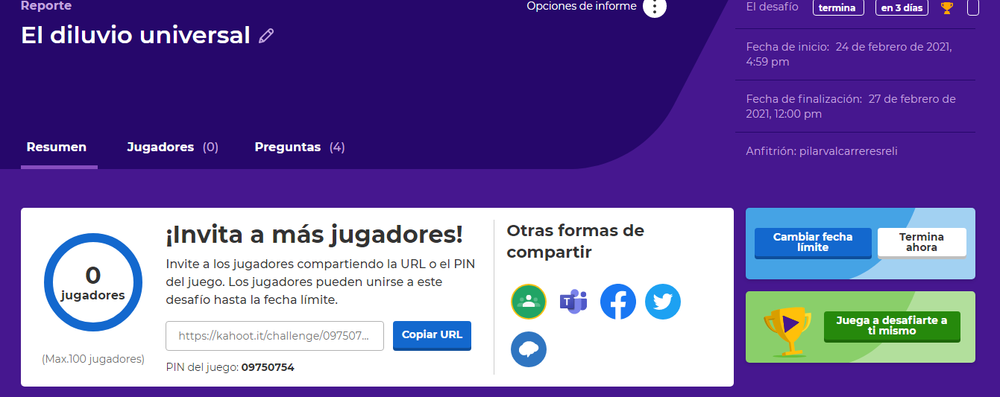 Reporte
Opciones de informe
El diluvio universal
El desafío termina en 3 días
Fecha de inicio: 24 de febrero de 2021,
4:59 pm
Fecha de finalización: 27 de febrero de
2021, 12:00 pm
Anfitrión: pilarvalcarreresreli
Resumen
Jugadores (0)
Preguntas (4)
0
jugadores
(Max.100 jugadores)
¡Invita a más jugadores!
Invite a los jugadores compartiendo la URL o el PIN
del juego. Los jugadores pueden unirse a este
desafío hasta la fecha límite.
https://kahoot.it/challenge/097507...
Copiar URL
PIN del juego: 09750754
Otras formas de
compartir
T
Cambiar fecha
límite
Termina
ahora
Juega a desafiarte a
ti mismo